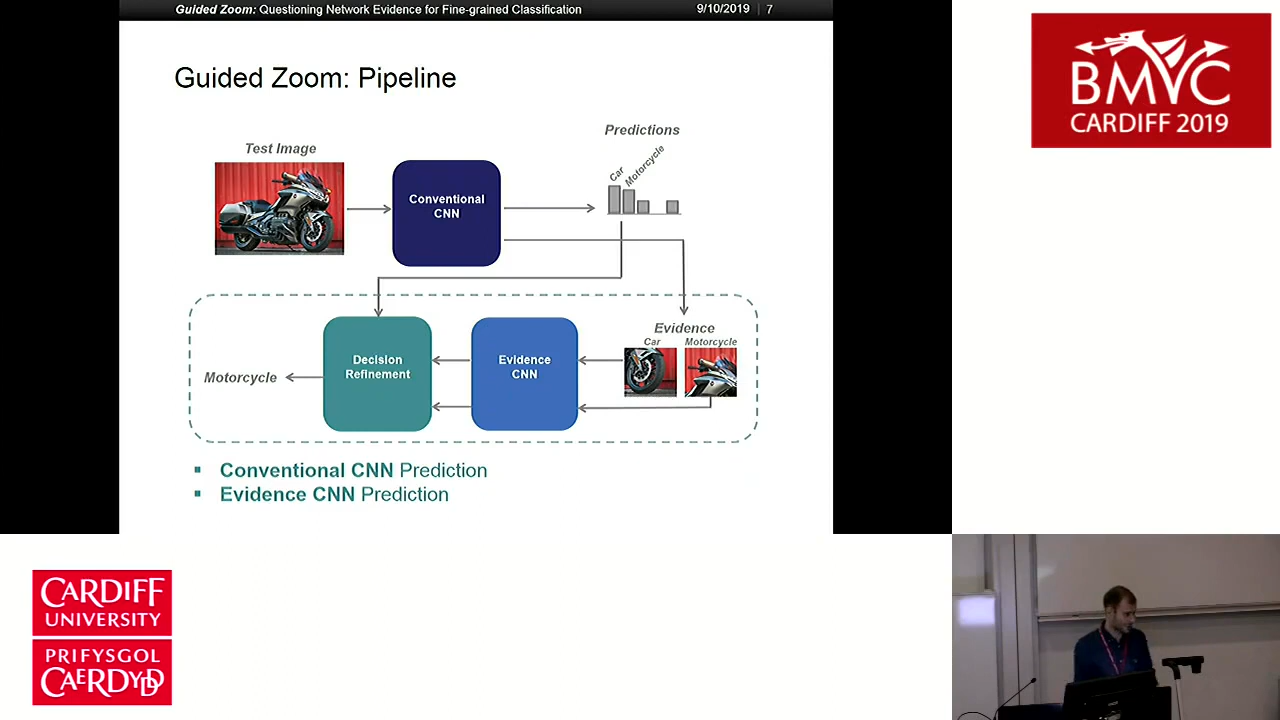 Guided Zoom: Questioning Network Evidence for Fine-grained Classification
9/10/2019 | 7
BMVC
CARDIFF 2019
Guided Zoom: Pipeline
Predictions
Test Image
Car
Motorcycle
Conventional
CNN
Evidence
Car
Motorcycle
Decision
Refinement
Evidence
CNN
Motorcycle
▪ Conventional CNN Prediction
▪ Evidence CNN Prediction
CARDIFF
UNIVERSITY
PRIFYSGOL
CAERDYDD